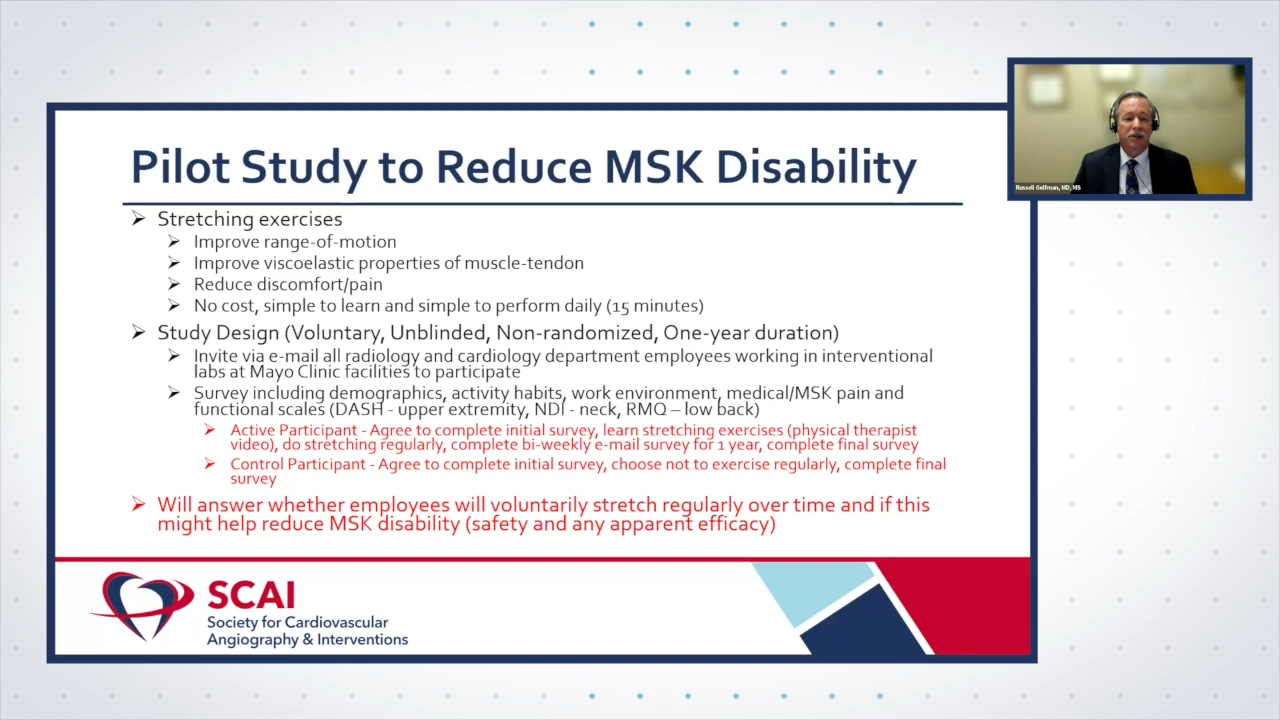 Pilot Study to Reduce MSK Disability
Russell Gelfman, MD, MS
➢ Stretching exercises
➢ Improve range-of-motion
➢ Improve viscoelastic properties of muscle-tendon
➢ Reduce discomfort/pain
➢ No cost, simple to learn and simple to perform daily (15 minutes)
➢ Study Design (Voluntary, Unblinded, Non-randomized, One-year duration)
➢ Invite via e-mail all radiology and cardiology department employees working in interventional
labs at Mayo Clinic facilities to participate
➢ Survey including demographics, activity habits, work environment, medical/MSK pain and
functional scales (DASH - upper extremity, NDI - neck, RMQ – low back)
➢ Active Participant - Agree to complete initial survey, learn stretching exercises (physical therapist
video), do stretching regularly, complete bi-weekly e-mail survey for 1 year, complete final survey
➢ Control Participant - Agree to complete initial survey, choose not to exercise regularly, complete final
survey
➢ Will answer whether employees will voluntarily stretch regularly over time and if this
might help reduce MSK disability (safety and any apparent efficacy)
SCAI
Society for Cardiovascular
Angiography & Interventions